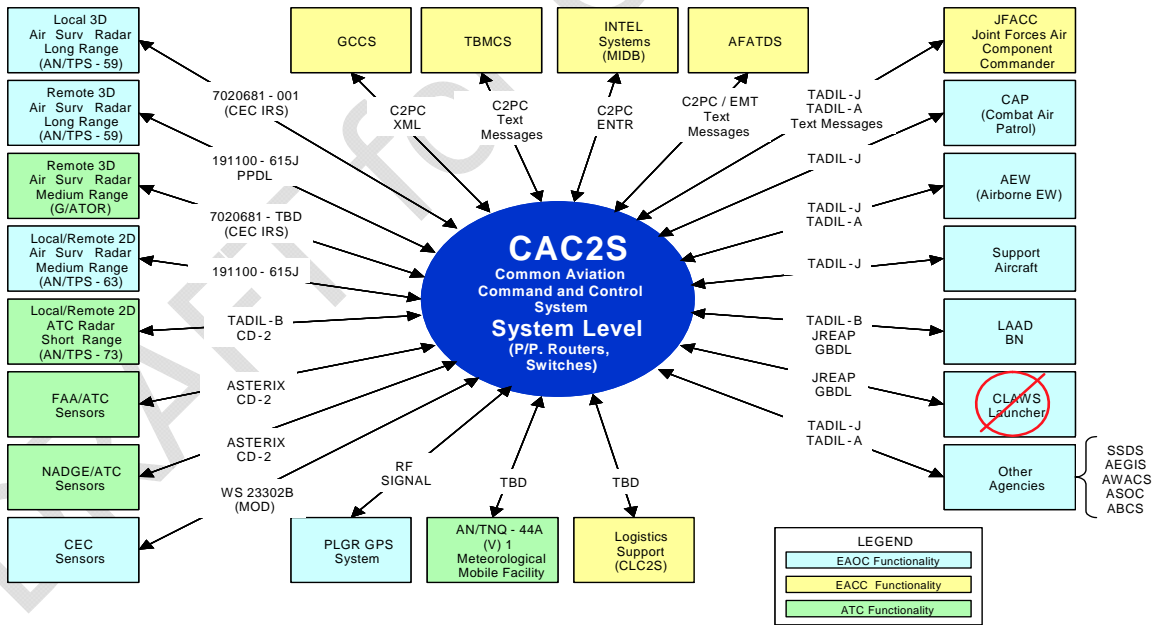 Local 3D
Air Surv Radar
Long Range
(AN/TPS - 59)
Remote 3D
Air Surv Radar
Long Range
(AN/TPS - 59)
Remote 3D
Air Surv Radar
Medium Range
(G/ATOR)
Local/Remote 2D
Air Surv Radar
Medium Range
(AN/TPS - 63)
Local/Remote 2D
ATC Radar
Short Range
(AN/TPS - 73)
FAA/ATC
Sensors
NADGE/ATC
Sensors
CEC
Sensors
GCCS
TBMCS
INTEL
Systems
(MIDB)
AFATDS
JFACC
Joint Forces Air
Component
Commander
CAP
(Combat Air
Patrol)
AEW
(Airborne EW)
Support
Aircraft
LAAD
BN
CLAWS
Launcher
Other
Agencies
SSDS
AEGIS
AWACS
ASOC
ABCS
7020681 - 001
(CEC IRS)
191100 - 615J
PPDL
7020681 - TBD
(CEC IRS)
191100 - 615J
TADIL-B
CD-2
ASTERIX
CD-2
ASTERIX
CD-2
WS 23302B
(MOD)
C2PC
XML
C2PC
Text
Messages
C2PC
ENTR
C2PC / EMT
Text
Messages
TADIL-J
TADIL-A
Text Messages
TADIL-J
TADIL-J
TADIL-A
TADIL-J
TADIL-B
JREAP
GBDL
JREAP
GBDL
TADIL-J
TADIL-A
CAC2S
Common Aviation
Command and Control
System
System Level
(P/P. Routers,
Switches)
RF
SIGNAL
TBD
TBD
PLGR GPS
System
AN/TNQ - 44A
(V) 1
Meteorological
Mobile Facility
Logistics
Support
(CLC2S)
LEGEND
EAOC Functionality
EACC Functionality
ATC Functionality